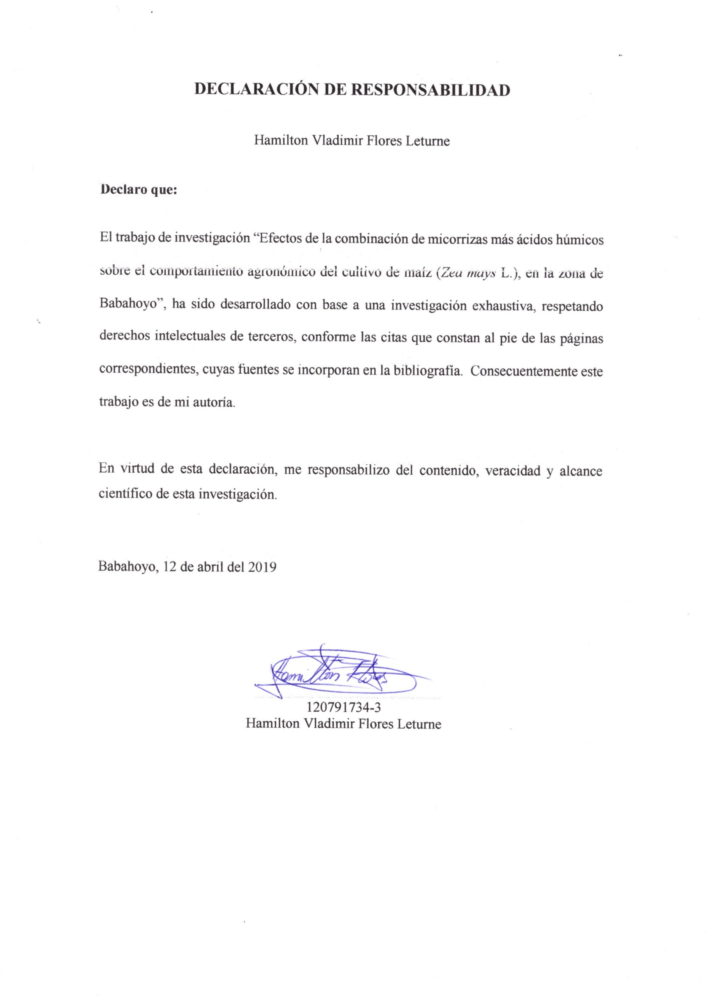 DECLARACIÓN DE RESPONSABILIDAD
Hamilton Vladimir Flores Leturne
Declaro que:
El trabajo de investigación “Efectos de la combinación de micorrizas más ácidos húmicos
sobre el comportamiento agronómico del cultivo de maíz (Zea mays L.), en la zona de
Babahoyo”, ha sido desarrollado con base a una investigación exhaustiva, respetando
derechos intelectuales de terceros, conforme las citas que constan al pie de las páginas
correspondientes, cuyas fuentes se incorporan en la bibliografía. Consecuentemente este
trabajo es de mi autoría.
En virtud de esta declaración, me responsabilizo del contenido, veracidad y alcance
científico de esta investigación.
Babahoyo, 12 de abril del 2019
Hamilton Flores
120791734-3
Hamilton Vladimir Flores Leturne